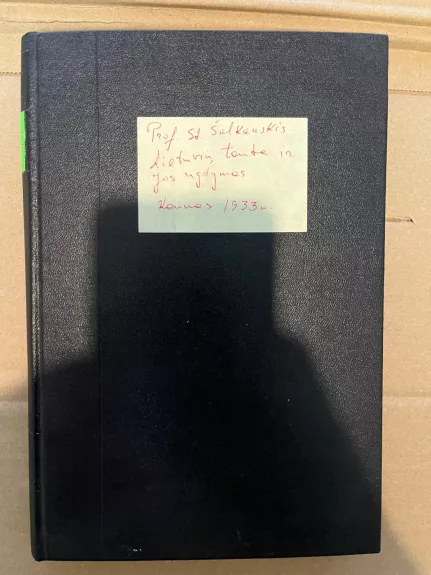 Prof St. Šalkauskis
Lietuvių tauta ir
jos ugdymas
Kaunas 1933 m.